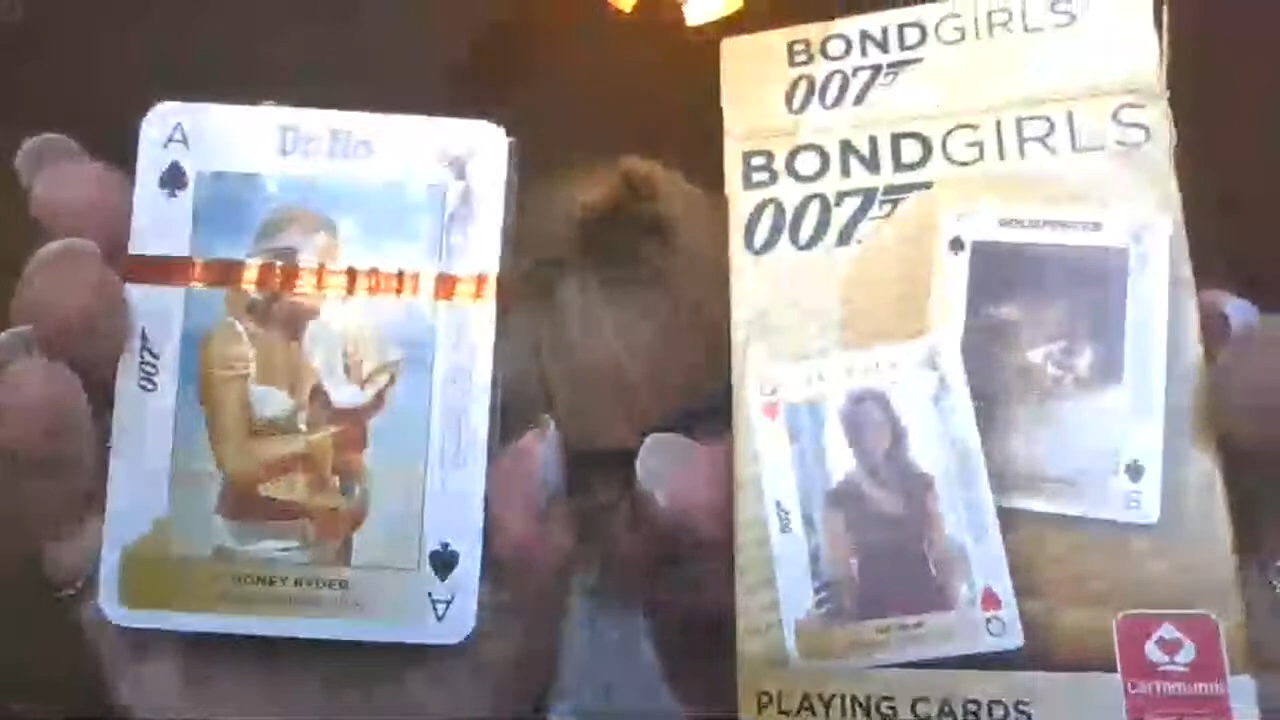 A
Dr. No
007
HONEY RYDER
A
BONDGIRLS
007
BONDGIRLS
007
GOLDFINGER
007
Q
PLAYING CARDS
Cartamundi